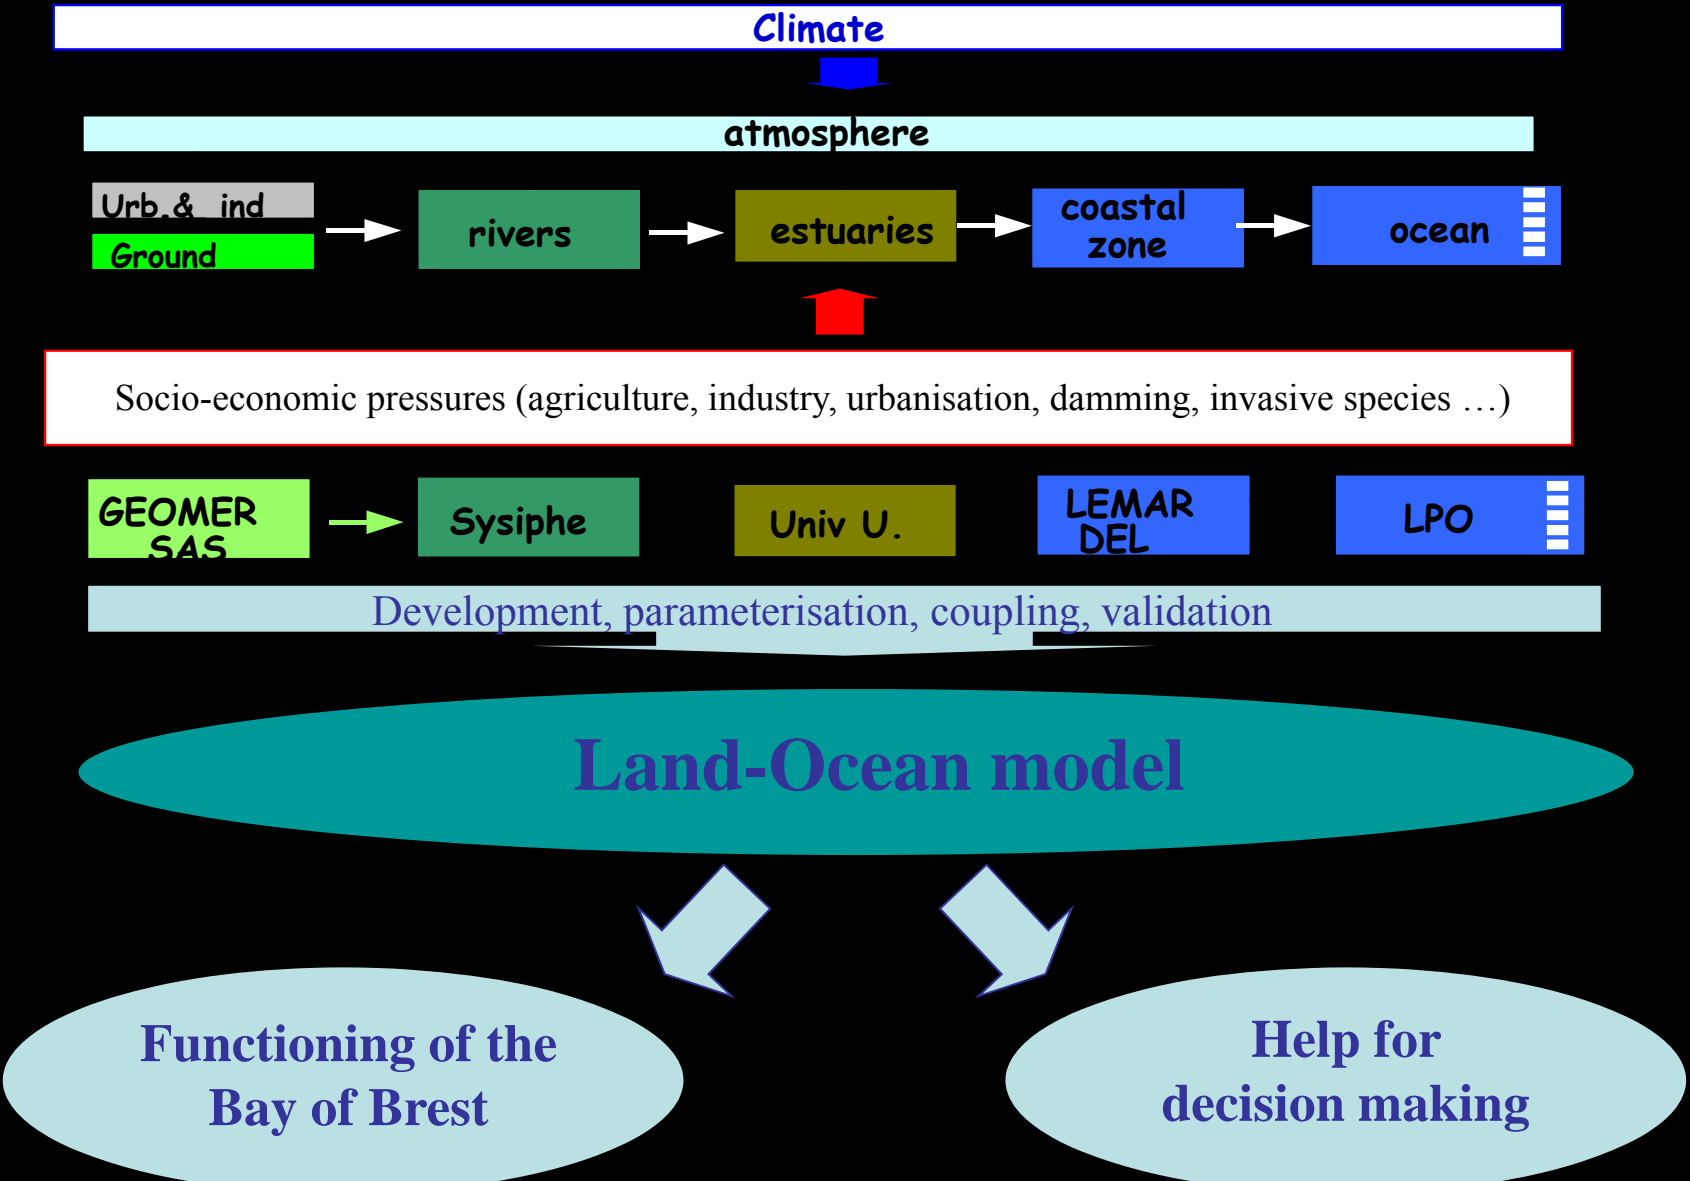 Climate
atmosphere
Urb.& ind
Ground
rivers
estuaries
coastal
zone
ocean
Socio-economic pressures (agriculture, industry, urbanisation, damming, invasive species …)
GEOMER
SAS
Sysiphe
Univ U.
LEMAR
DEL
LPO
Development, parameterisation, coupling, validation
Land-Ocean model
Functioning of the
Bay of Brest
Help for
decision making